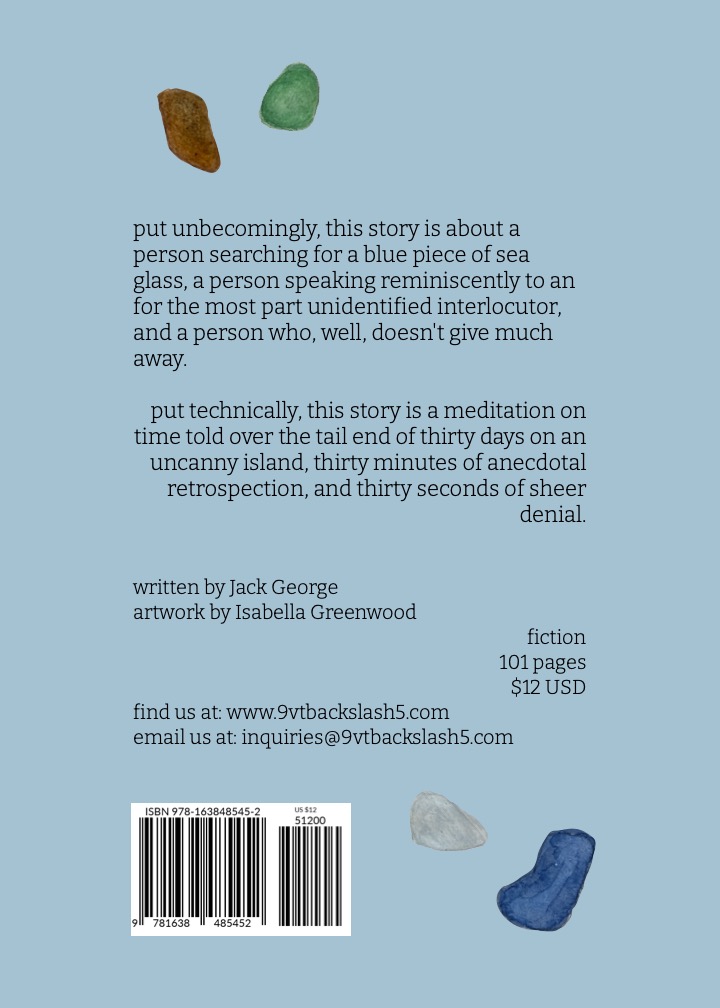 put unbecomingly, this story is about a
person searching for a blue piece of sea
glass, a person speaking reminiscently to an
for the most part unidentified interlocutor,
and a person who, well, doesn't give much
away.
put technically, this story is a meditation on
time told over the tail end of thirty days on an
uncanny island, thirty minutes of anecdotal
retrospection, and thirty seconds of sheer
denial.
written by Jack George
artwork by Isabella Greenwood
fiction
101 pages
$12 USD
find us at: www.9vtbackslash5.com
email us at: inquiries@9vtbackslash5.com
ISBN 978-163848545-2
US $12
51200
9 781638 485452